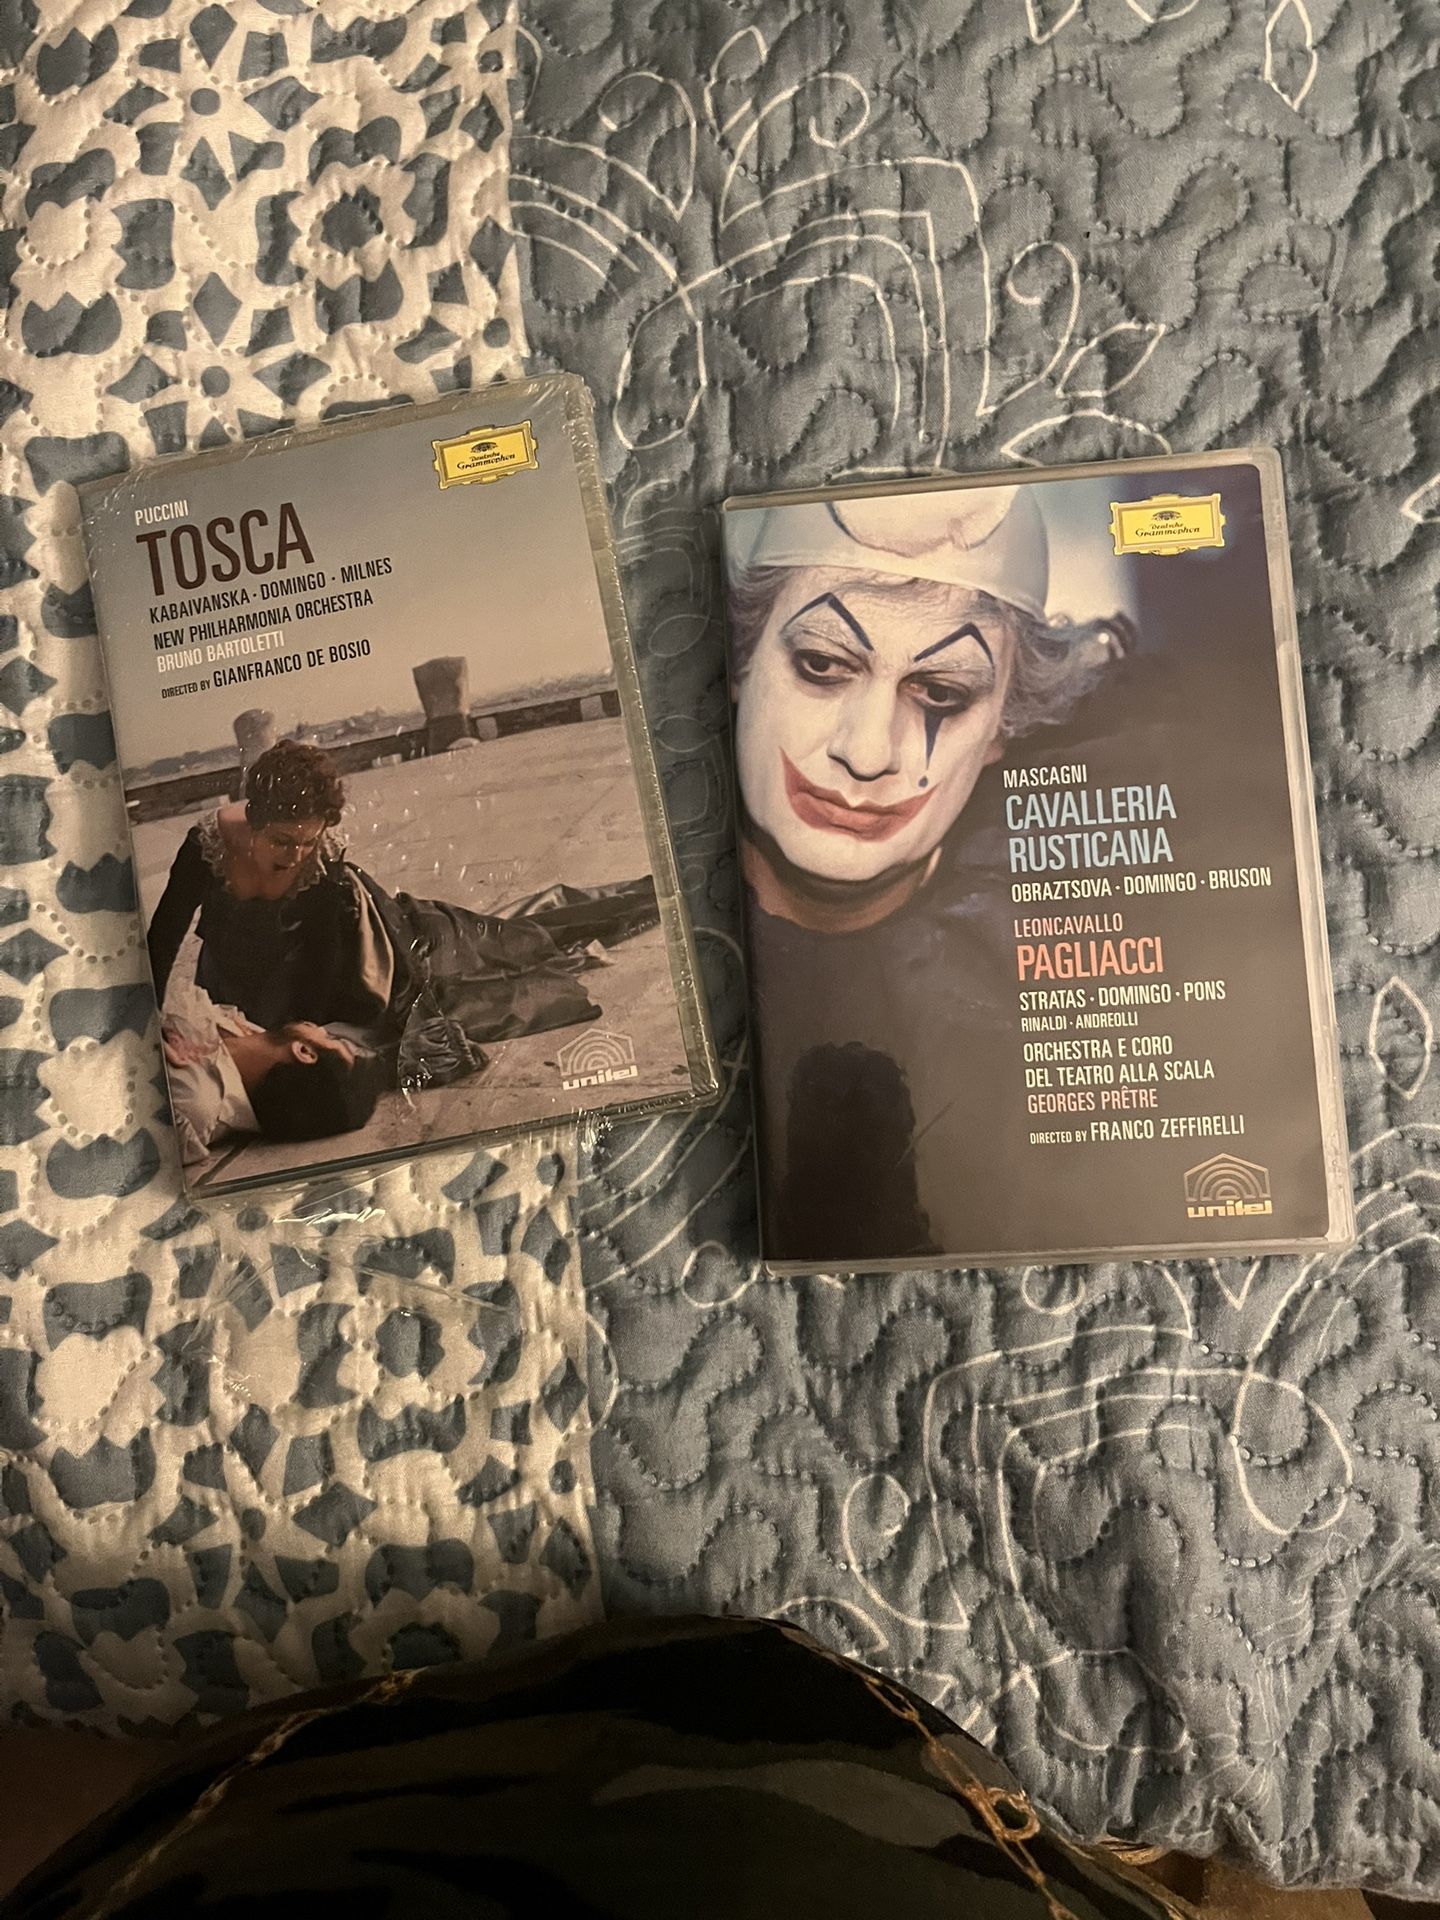 Deutsche
Grammophon
PUCCINI
TOSCA
KABAIVANSKA · DOMINGO · MILNES
NEW PHILHARMONIA ORCHESTRA
BRUNO BARTOLETTI
DIRECTED BY GIANFRANCO DE BOSIO
unitel
Deutsche
Grammophon
MASCAGNI
CAVALLERIA
RUSTICANA
OBRAZTSOVA · DOMINGO · BRUSON
LEONCAVALLO
PAGLIACCI
STRATAS · DOMINGO · PONS
RINALDI · ANDREOLLI
ORCHESTRA E CORO
DEL TEATRO ALLA SCALA
GEORGES PRÊTRE
DIRECTED BY FRANCO ZEFFIRELLI
unitel